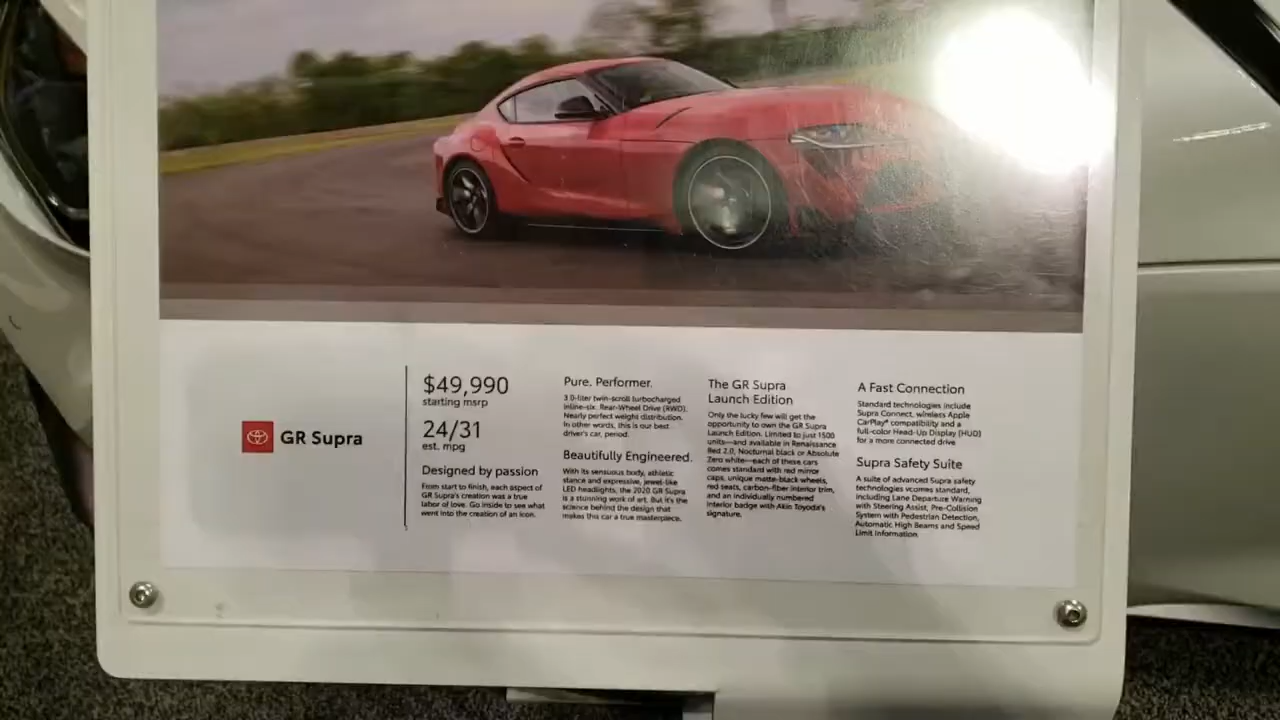 GR Supra
$49,990
starting msrp
24/31
est. mpg
Designed by passion
From start to finish, each aspect of
GR Supra's creation was a true
labor of love. Go inside to see what
went into the creation of an icon.
Pure. Performer.
3.0-liter twin-scroll turbocharged
inline-six. Rear-Wheel Drive (RWD).
Nearly perfect weight distribution.
In other words, this is our best
driver's car, period.
Beautifully Engineered.
With its sensuous body, athletic
stance and expressive, jewel-like
LED headlights, the 2020 GR Supra
is a stunning work of art. But it's the
science behind the design that
makes this car a true masterpiece.
The GR Supra
Launch Edition
Only the lucky few will get the
opportunity to own the GR Supra
Launch Edition. Limited to just 1500
units—and available in Renaissance
Red 2.0, Nocturnal black or Absolute
Zero white—each of these cars
comes standard with red mirror
caps, unique matte-black wheels,
red seats, carbon-fiber interior trim,
and an individually numbered
interior badge with Akio Toyoda's
signature.
A Fast Connection
Standard technologies include
Supra Connect, wireless Apple
CarPlay® compatibility and a
full-color Head-Up Display (HUD)
for a more connected drive
Supra Safety Suite
A suite of advanced Supra safety
technologies vcomes standard,
including Lane Departure Warning
with Steering Assist, Pre-Collision
System with Pedestrian Detection,
Automatic High Beams and Speed
Limit Information.